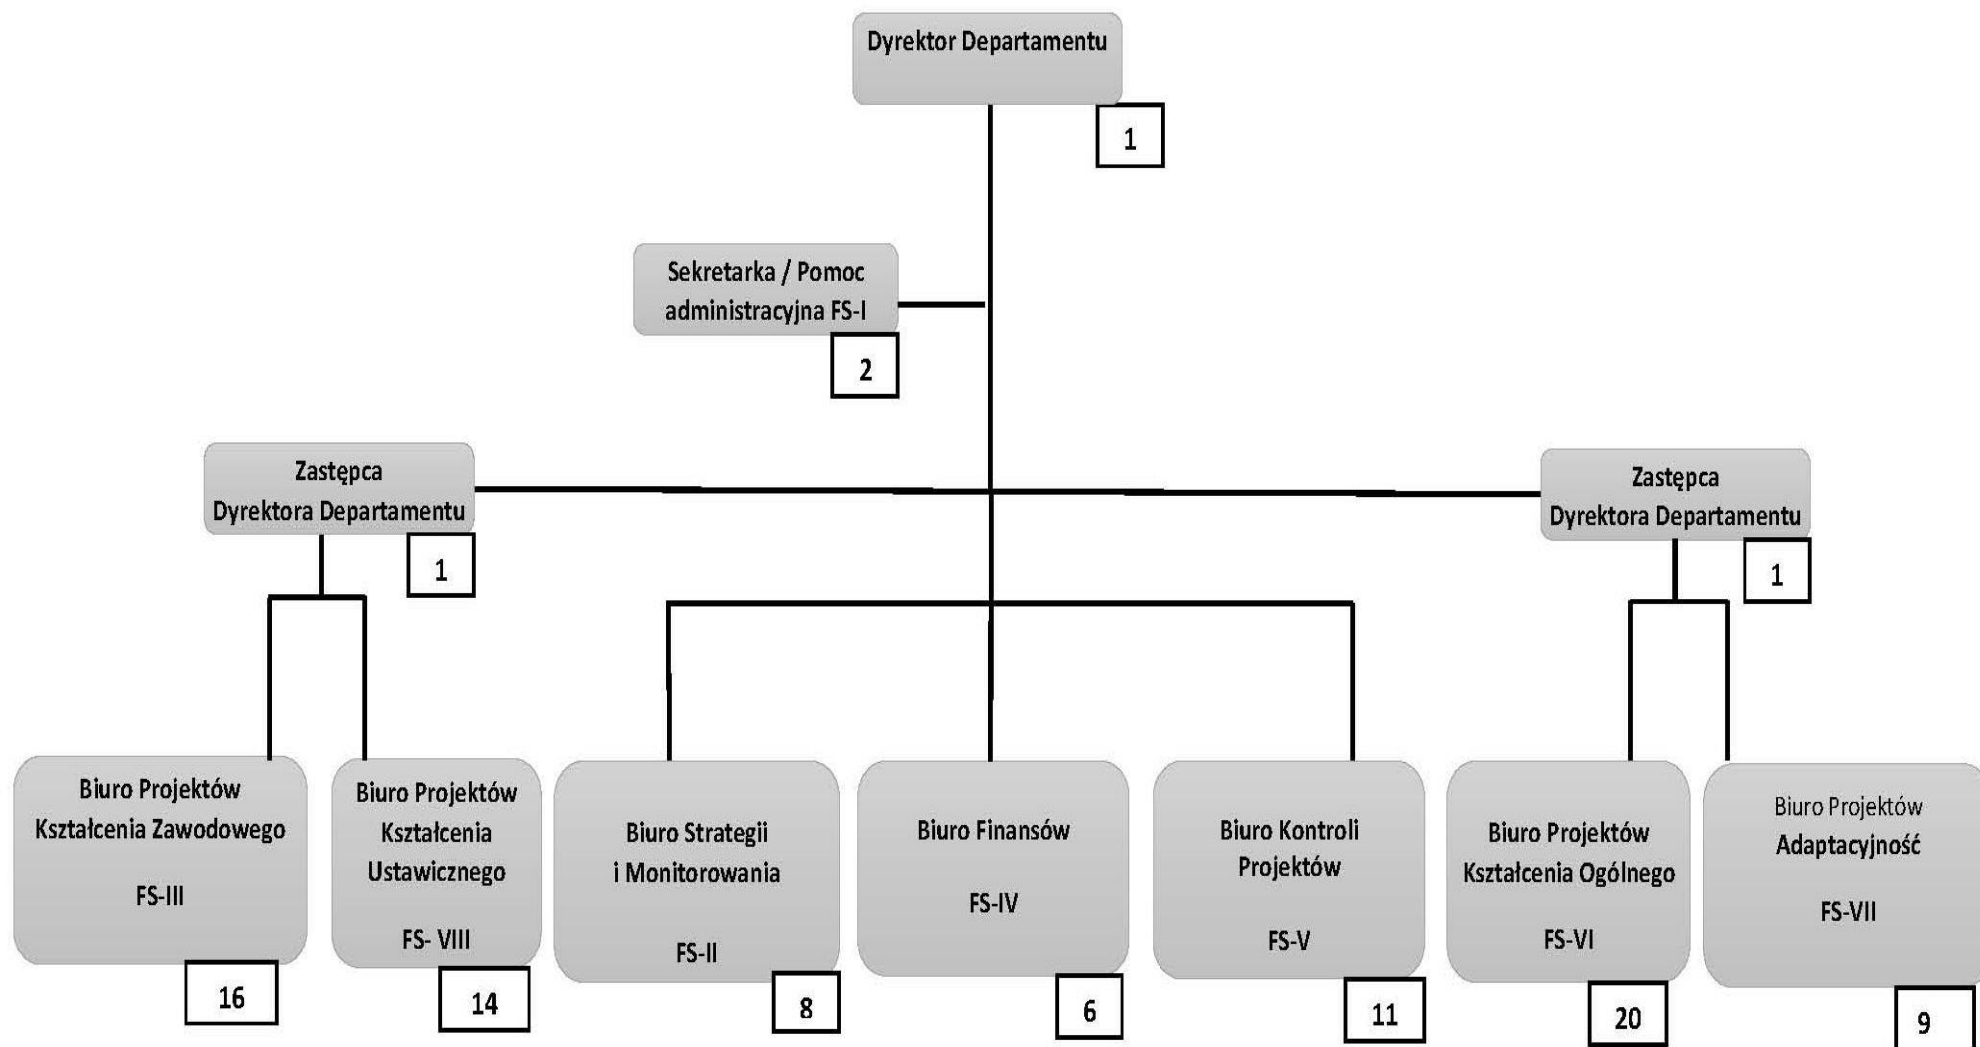 Dyrektor Departamentu
1
Sekretarka / Pomoc
administracyjna FS-I
2
Zastępca
Dyrektora Departamentu
1
Zastępca
Dyrektora Departamentu
1
Biuro Projektów
Kształcenia Zawodowego
FS-III
16
Biuro Projektów
Kształcenia
Ustawicznego
FS- VIII
14
Biuro Strategii
i Monitorowania
FS-II
8
Biuro Finansów
FS-IV
6
Biuro Kontroli
Projektów
FS-V
11
Biuro Projektów
Kształcenia Ogólnego
FS-VI
20
Biuro Projektów
Adaptacyjność
FS-VII
9